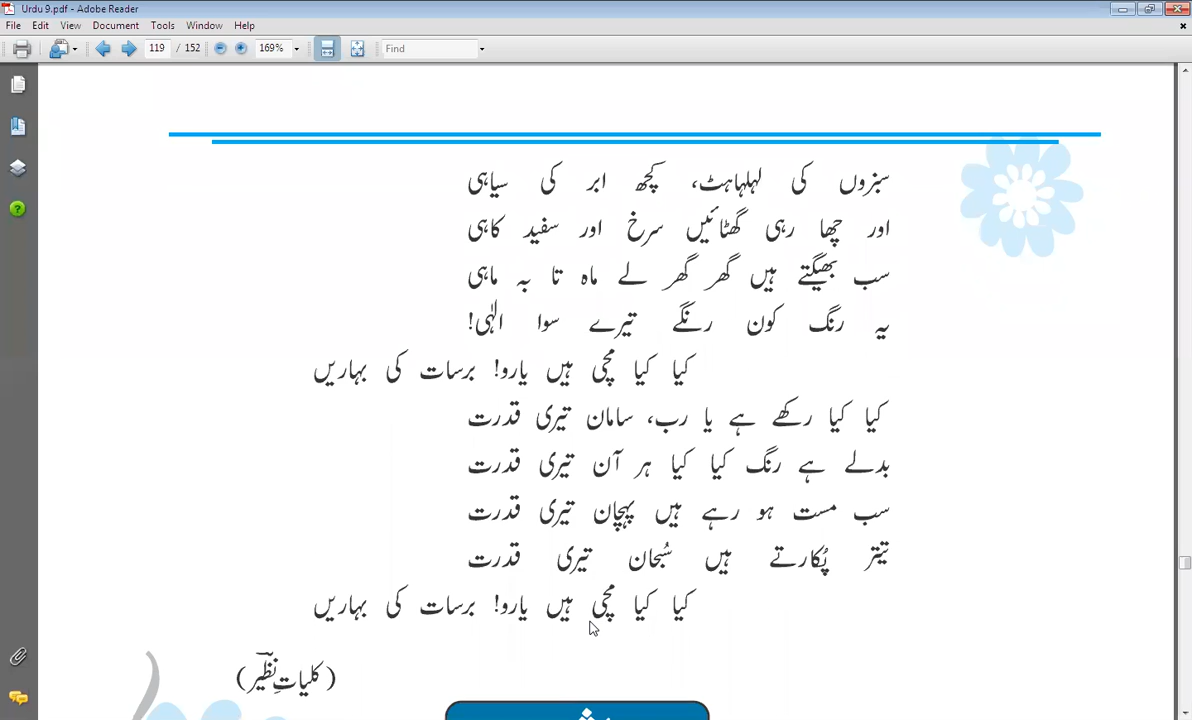 Urdu 9.pdf - Adobe Reader
File Edit View Document Tools Window Help
119 / 152 169% Find
سبزوں کی لہلہاہٹ، کچھ ابر کی سیاہی
اور چھا رہی گھٹائیں سرخ اور سفید کاہی
سب بھیگتے ہیں گھر گھر لے ماہ تا بہ ماہی
یہ رنگ کون رنگے تیرے سوا الٰہی!
کیا کیا مچی ہیں یارو! برسات کی بہاریں
کیا کیا رکھے ہے یا رب، سامان تیری قدرت
بدلے ہے رنگ کیا کیا ہر آن تیری قدرت
سب مست ہو رہے ہیں پہچان تیری قدرت
تیتر پُکارتے ہیں سُبحان تیری قدرت
کیا کیا مچی ہیں یارو! برسات کی بہاریں
(کلیاتِ نظیرؔ)